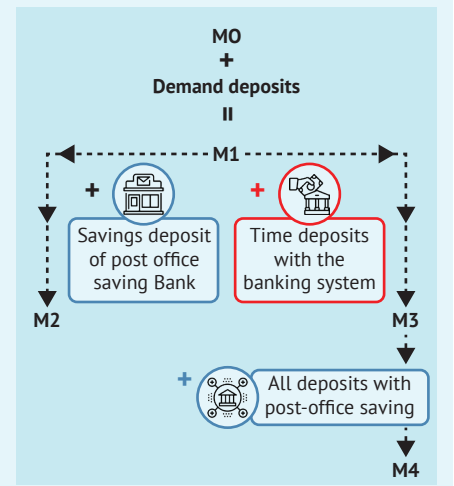 M0
+
Demand deposits
=
M1
+
Savings deposit
of post office
saving Bank
+
Time deposits
with the
banking system
M2
M3
+
All deposits with
post-office saving
M4